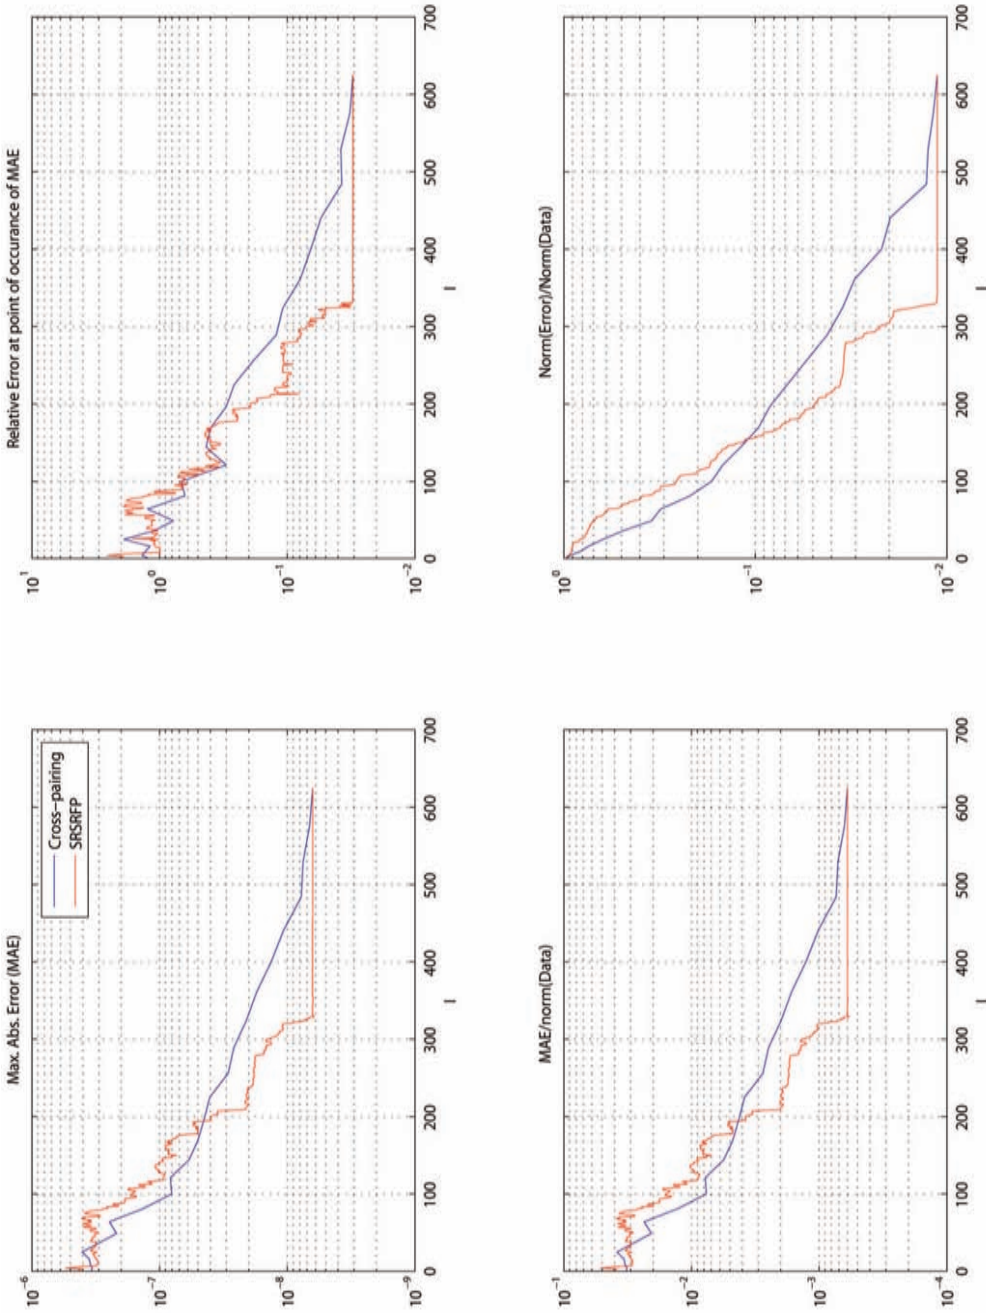 Max. Abs. Error (MAE)
10^-6
10^-7
10^-8
10^-9
0 100 200 300 400 500 600 700
I
Cross-pairing
SRSRFP
Relative Error at point of occurance of MAE
10^1
10^0
10^-1
10^-2
0 100 200 300 400 500 600 700
I
MAE/norm(Data)
10^-1
10^-2
10^-3
10^-4
0 100 200 300 400 500 600 700
I
Norm(Error)/Norm(Data)
10^0
10^-1
10^-2
0 100 200 300 400 500 600 700
I